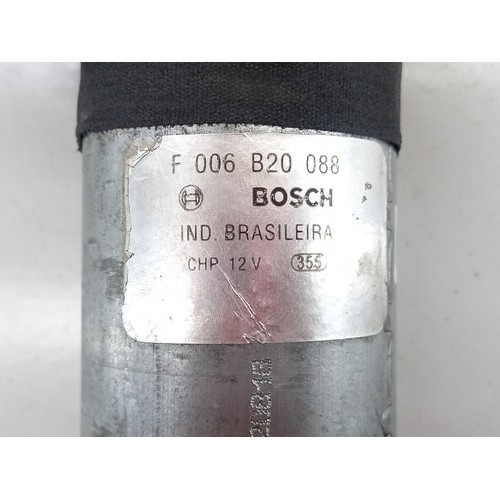 F 006 B20 088
BOSCH
IND. BRASILEIRA
CHP 12 V 355